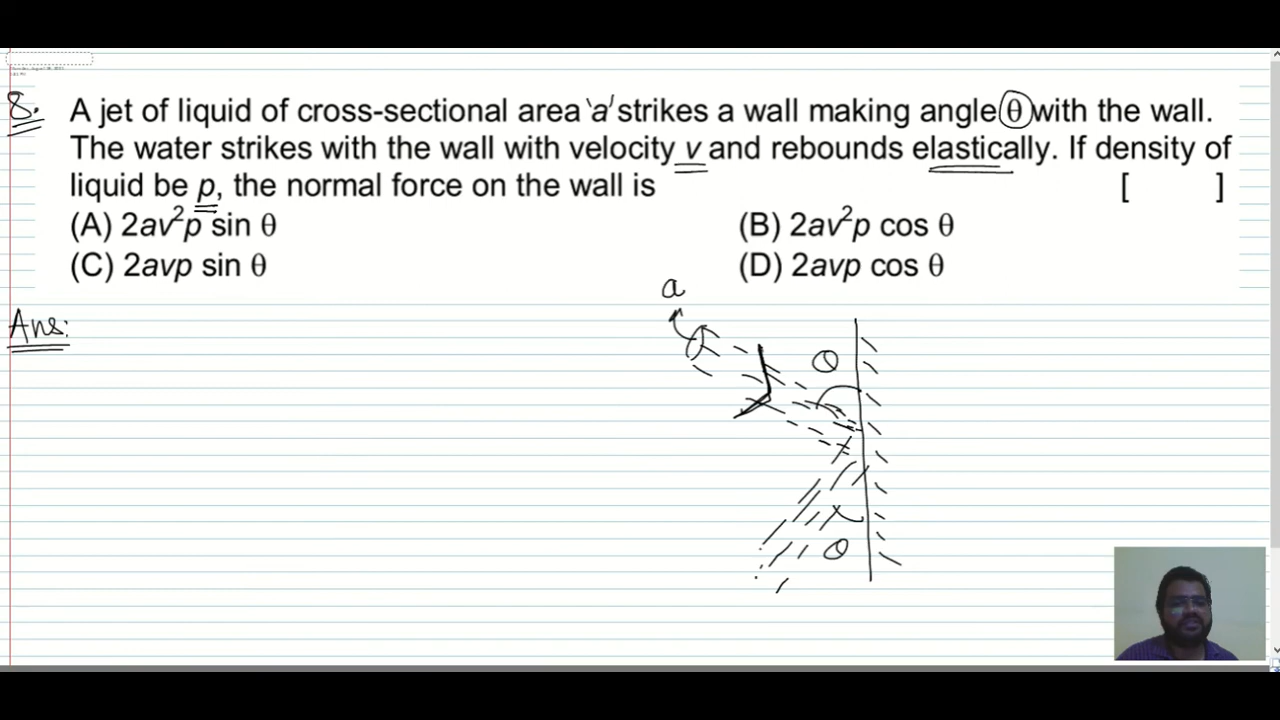 8. A jet of liquid of cross-sectional area 'a' strikes a wall making angle θ with the wall.
The water strikes with the wall with velocity v and rebounds elastically. If density of
liquid be p, the normal force on the wall is [ ]
(A) 2av²p sin θ (B) 2av²p cos θ
(C) 2avp sin θ (D) 2avp cos θ
a
Ans:
θ
θ